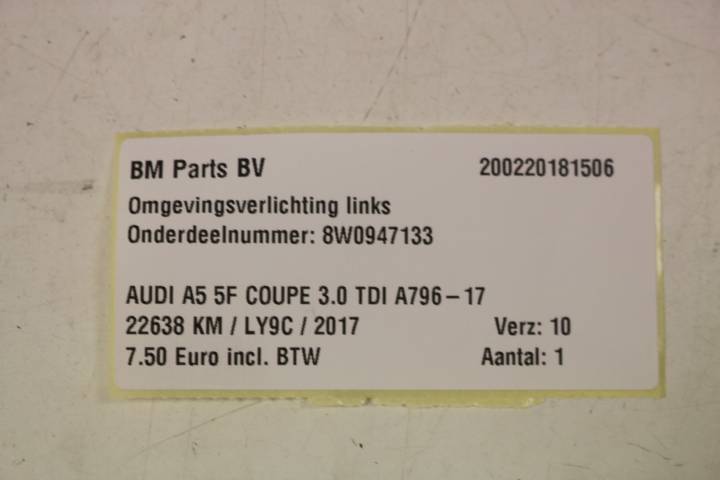 BM Parts BV 200220181506
Omgevingsverlichting links
Onderdeelnummer: 8W0947133
AUDI A5 5F COUPE 3.0 TDI A796-17
22638 KM / LY9C / 2017 Verz: 10
7.50 Euro incl. BTW Aantal: 1